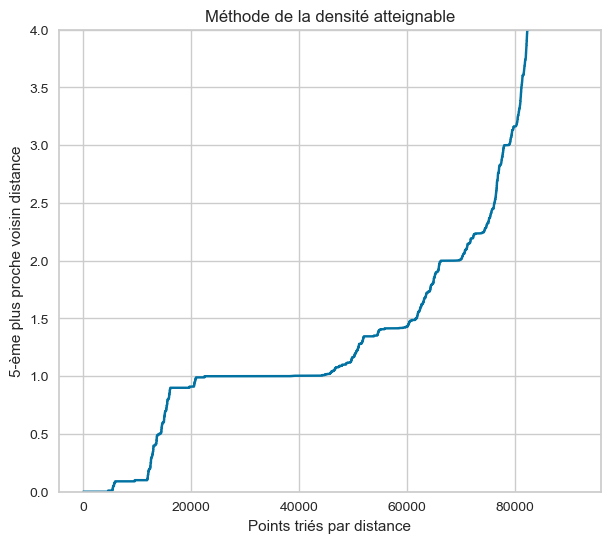 Méthode de la densité atteignable
4.0
3.5
3.0
2.5
2.0
1.5
1.0
0.5
0.0
5-ème plus proche voisin distance
0 20000 40000 60000 80000
Points triés par distance